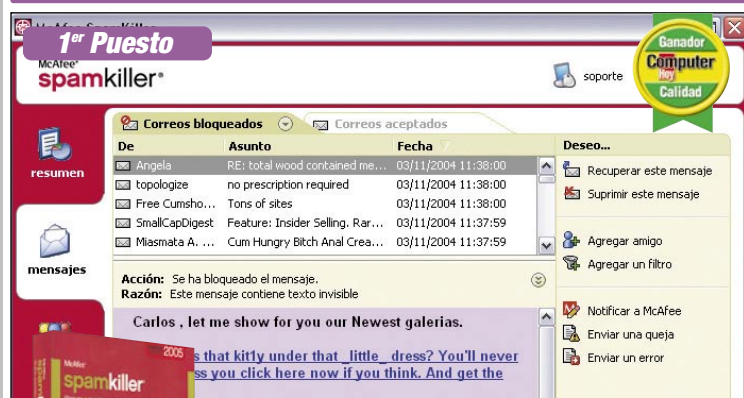 1er Puesto
McAfee®
spamkiller®
soporte
Ganador
Computer
Hoy
Calidad
Correos bloqueados
Correos aceptados
De Asunto Fecha
Angela RE: total wood contained me... 03/11/2004 11:38:00
topologize no prescription required 03/11/2004 11:38:00
Free Cumsho... Tons of sites 03/11/2004 11:38:00
SmallCapDigest Feature: Insider Selling. Rar... 03/11/2004 11:37:59
Miasmata A. ... Cum Hungry Bitch Anal Crea... 03/11/2004 11:37:59
resumen
mensajes
Acción: Se ha bloqueado el mensaje.
Razón: Este mensaje contiene texto invisible
Carlos , let me show for you our Newest galerias.
s that kit1y under that _little_ dress? You'll never
ss you click here now if you think. And get the
Deseo...
Recuperar este mensaje
Suprimir este mensaje
Agregar amigo
Agregar un filtro
Notificar a McAfee
Enviar una queja
Enviar un error
2005
McAfee
spamkiller